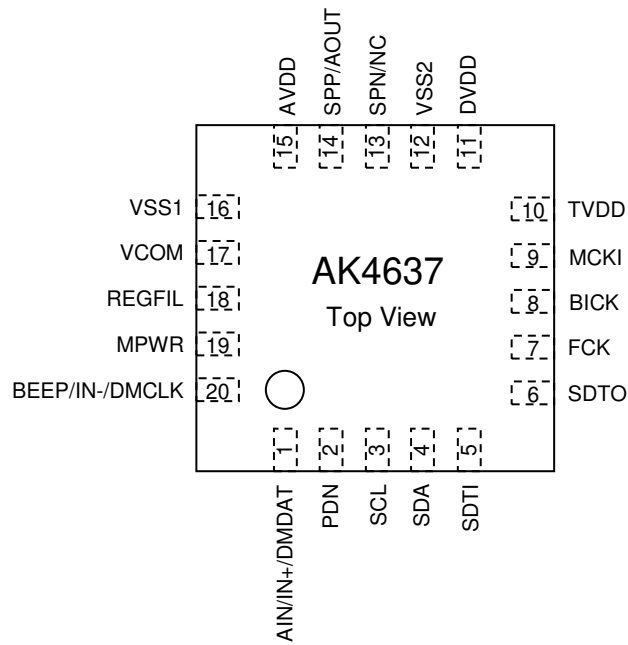 AVDD
SPP/AOUT
SPN/NC
VSS2
DVDD
15
14
13
12
11
VSS1 16
VCOM 17
REGFIL 18
MPWR 19
BEEP/IN-/DMCLK 20
AK4637
Top View
10 TVDD
9 MCKI
8 BICK
7 FCK
6 SDTO
1
2
3
4
5
AIN/IN+/DMDAT
PDN
SCL
SDA
SDTI